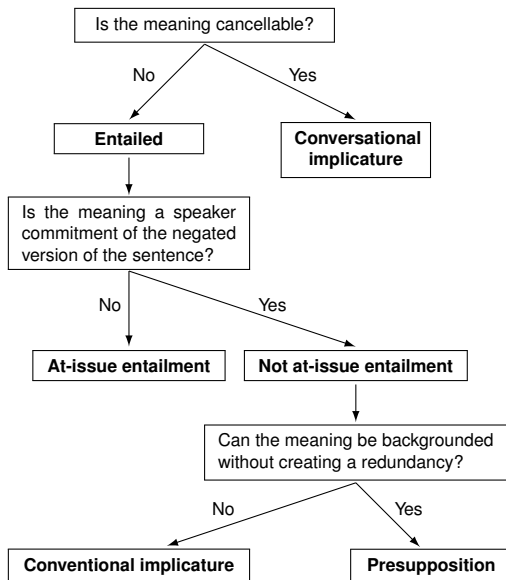 Is the meaning cancellable?
No
Yes
Entailed
Conversational
implicature
Is the meaning a speaker
commitment of the negated
version of the sentence?
No
Yes
At-issue entailment
Not at-issue entailment
Can the meaning be backgrounded
without creating a redundancy?
No
Yes
Conventional implicature
Presupposition